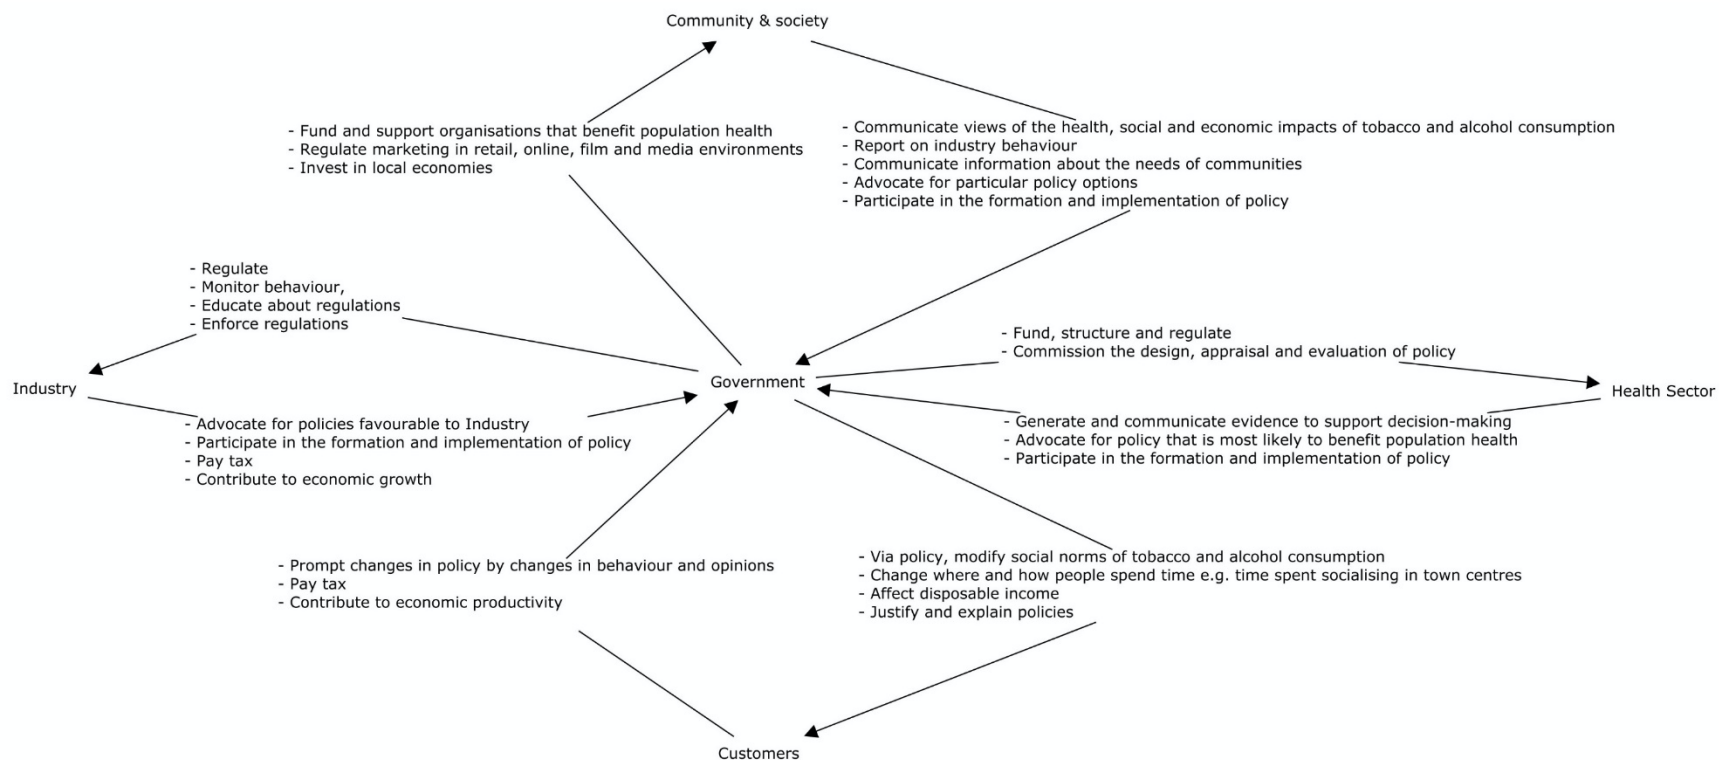 Community & society
- Fund and support organisations that benefit population health
- Regulate marketing in retail, online, film and media environments
- Invest in local economies
- Communicate views of the health, social and economic impacts of tobacco and alcohol consumption
- Report on industry behaviour
- Communicate information about the needs of communities
- Advocate for particular policy options
- Participate in the formation and implementation of policy
- Regulate
- Monitor behaviour,
- Educate about regulations
- Enforce regulations
- Fund, structure and regulate
- Commission the design, appraisal and evaluation of policy
Industry
Government
Health Sector
- Advocate for policies favourable to Industry
- Participate in the formation and implementation of policy
- Pay tax
- Contribute to economic growth
- Generate and communicate evidence to support decision-making
- Advocate for policy that is most likely to benefit population health
- Participate in the formation and implementation of policy
- Prompt changes in policy by changes in behaviour and opinions
- Pay tax
- Contribute to economic productivity
- Via policy, modify social norms of tobacco and alcohol consumption
- Change where and how people spend time e.g. time spent socialising in town centres
- Affect disposable income
- Justify and explain policies
Customers